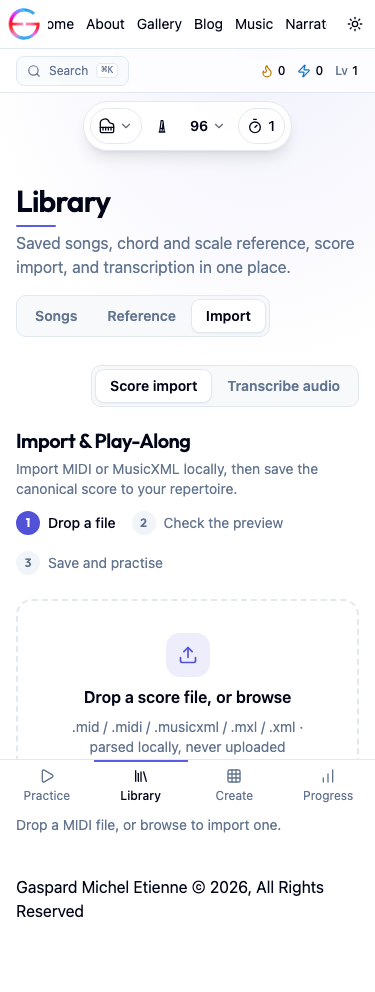 ome About Gallery Blog Music Narrat
Search ⌘K 0 0 Lv 1
96 1
Library
Saved songs, chord and scale reference, score
import, and transcription in one place.
Songs Reference Import
Score import Transcribe audio
Import & Play-Along
Import MIDI or MusicXML locally, then save the
canonical score to your repertoire.
1 Drop a file 2 Check the preview
3 Save and practise
Drop a score file, or browse
.mid / .midi / .musicxml / .mxl / .xml ·
parsed locally, never uploaded
Practice Library Create Progress
Drop a MIDI file, or browse to import one.
Gaspard Michel Etienne © 2026, All Rights
Reserved